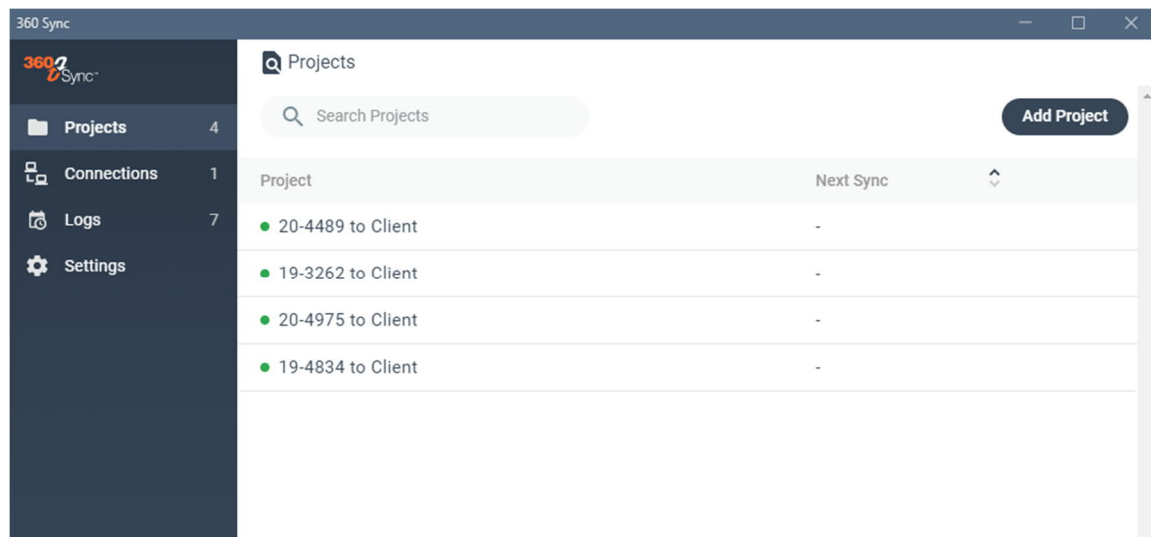 360 Sync
360 Sync™
Projects 4
Connections 1
Logs 7
Settings
Projects
Search Projects
Add Project
Project Next Sync
20-4489 to Client -
19-3262 to Client -
20-4975 to Client -
19-4834 to Client -